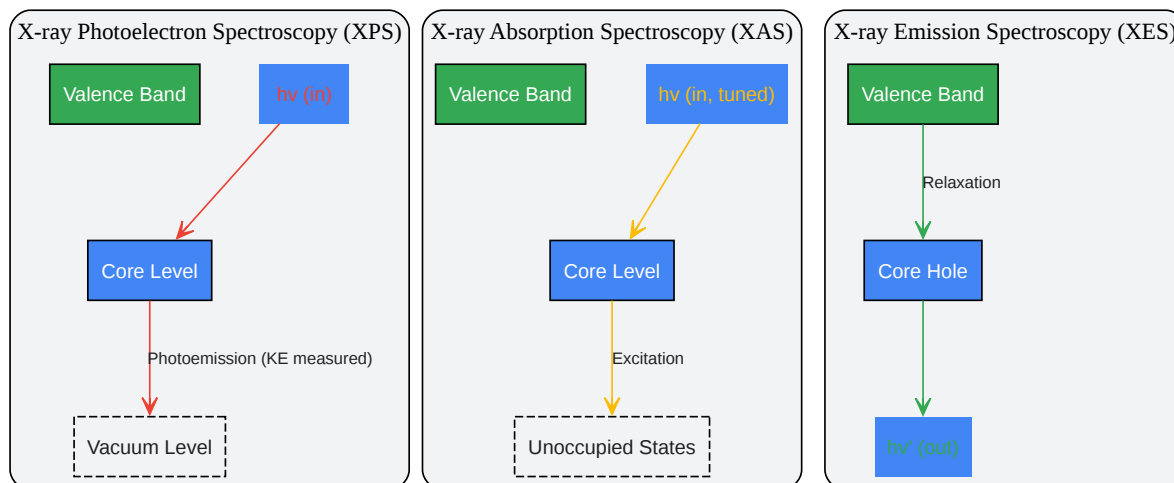 X-ray Photoelectron Spectroscopy (XPS)
Valence Band
hv (in)
Core Level
Photoemission (KE measured)
Vacuum Level
X-ray Absorption Spectroscopy (XAS)
Valence Band
hv (in, tuned)
Core Level
Excitation
Unoccupied States
X-ray Emission Spectroscopy (XES)
Valence Band
Relaxation
Core Hole
hv' (out)